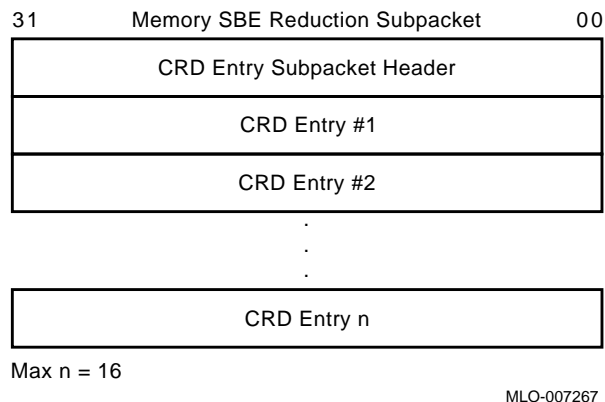 31 Memory SBE Reduction Subpacket 00
CRD Entry Subpacket Header
CRD Entry #1
CRD Entry #2
.
.
.
CRD Entry n
Max n = 16
MLO-007267